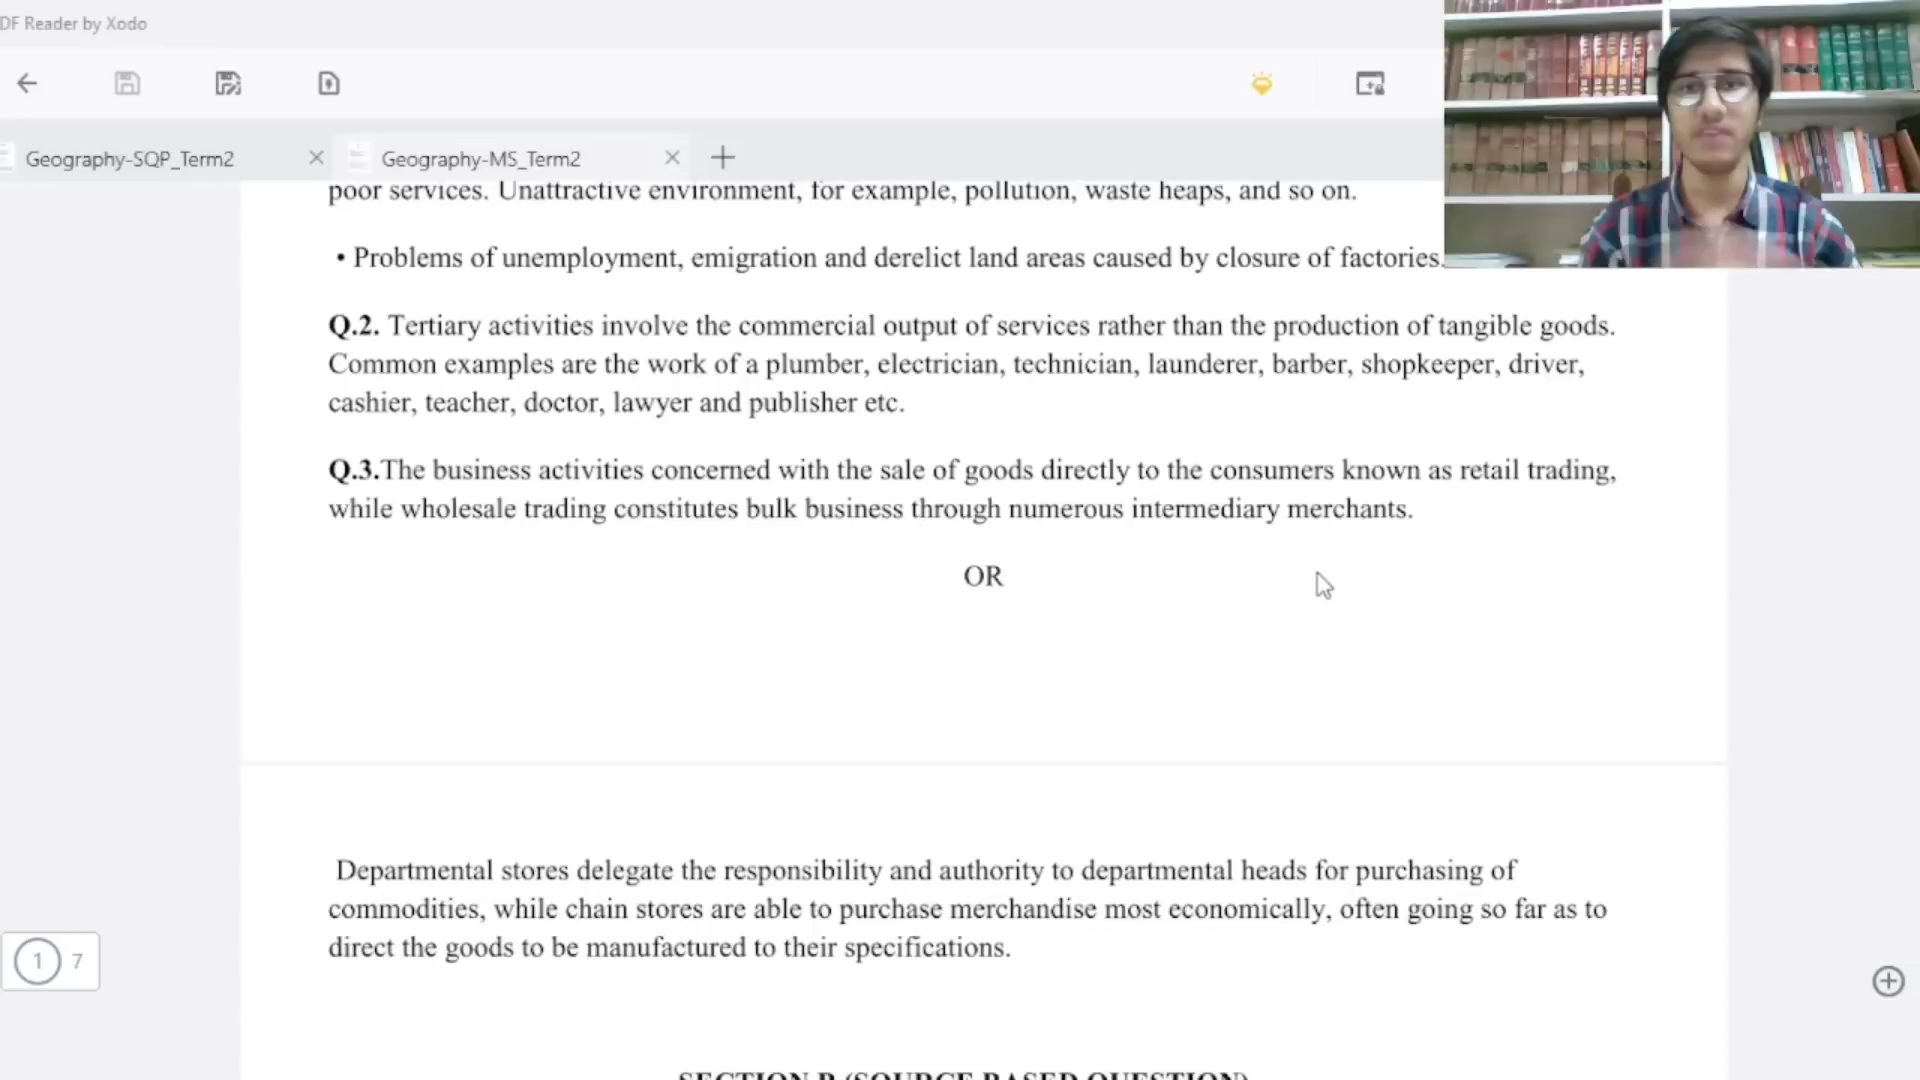 DF Reader by Xodo
Geography-SQP_Term2
Geography-MS_Term2
poor services. Unattractive environment, for example, pollution, waste heaps, and so on.
• Problems of unemployment, emigration and derelict land areas caused by closure of factories.
Q.2. Tertiary activities involve the commercial output of services rather than the production of tangible goods.
Common examples are the work of a plumber, electrician, technician, launderer, barber, shopkeeper, driver,
cashier, teacher, doctor, lawyer and publisher etc.
Q.3.The business activities concerned with the sale of goods directly to the consumers known as retail trading,
while wholesale trading constitutes bulk business through numerous intermediary merchants.
OR
Departmental stores delegate the responsibility and authority to departmental heads for purchasing of
commodities, while chain stores are able to purchase merchandise most economically, often going so far as to
direct the goods to be manufactured to their specifications.
1 7
SECTION B (SOURCE BASED QUESTION)